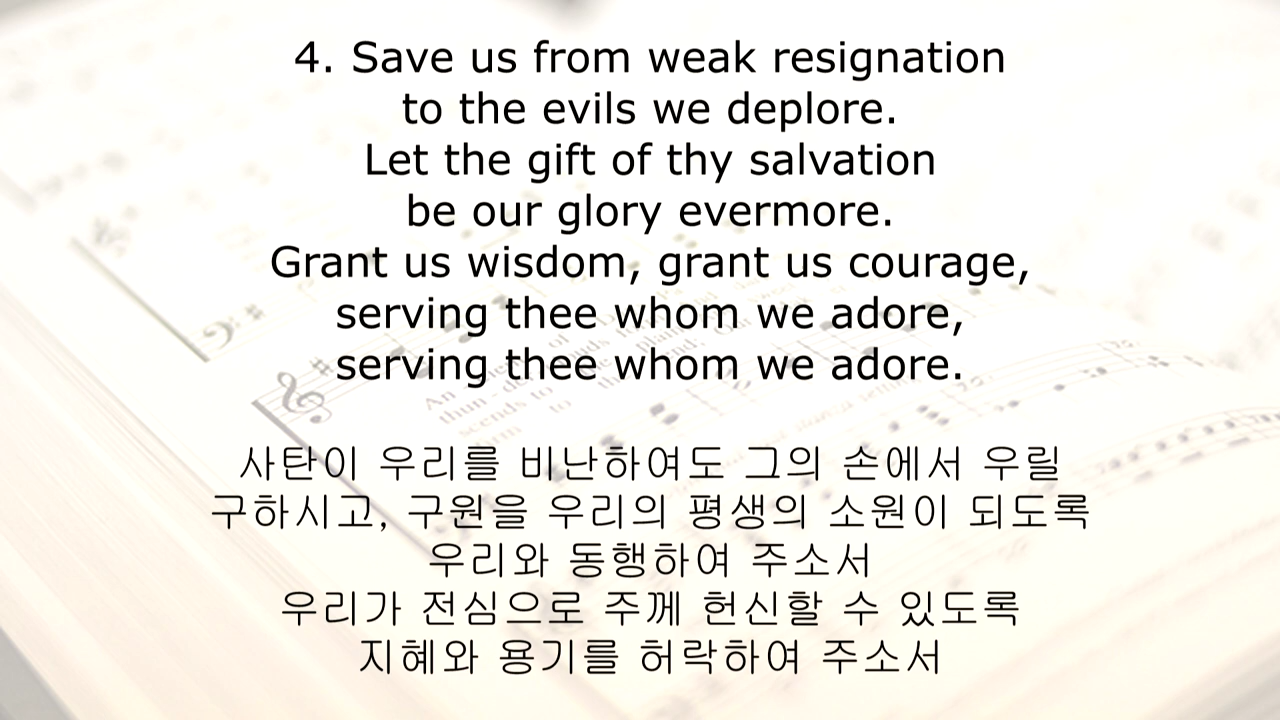 4. Save us from weak resignation
to the evils we deplore.
Let the gift of thy salvation
be our glory evermore.
Grant us wisdom, grant us courage,
serving thee whom we adore,
serving thee whom we adore.
사탄이 우리를 비난하여도 그의 손에서 우릴
구하시고, 구원을 우리의 평생의 소원이 되도록
우리와 동행하여 주소서
우리가 전심으로 주께 헌신할 수 있도록
지혜와 용기를 허락하여 주소서